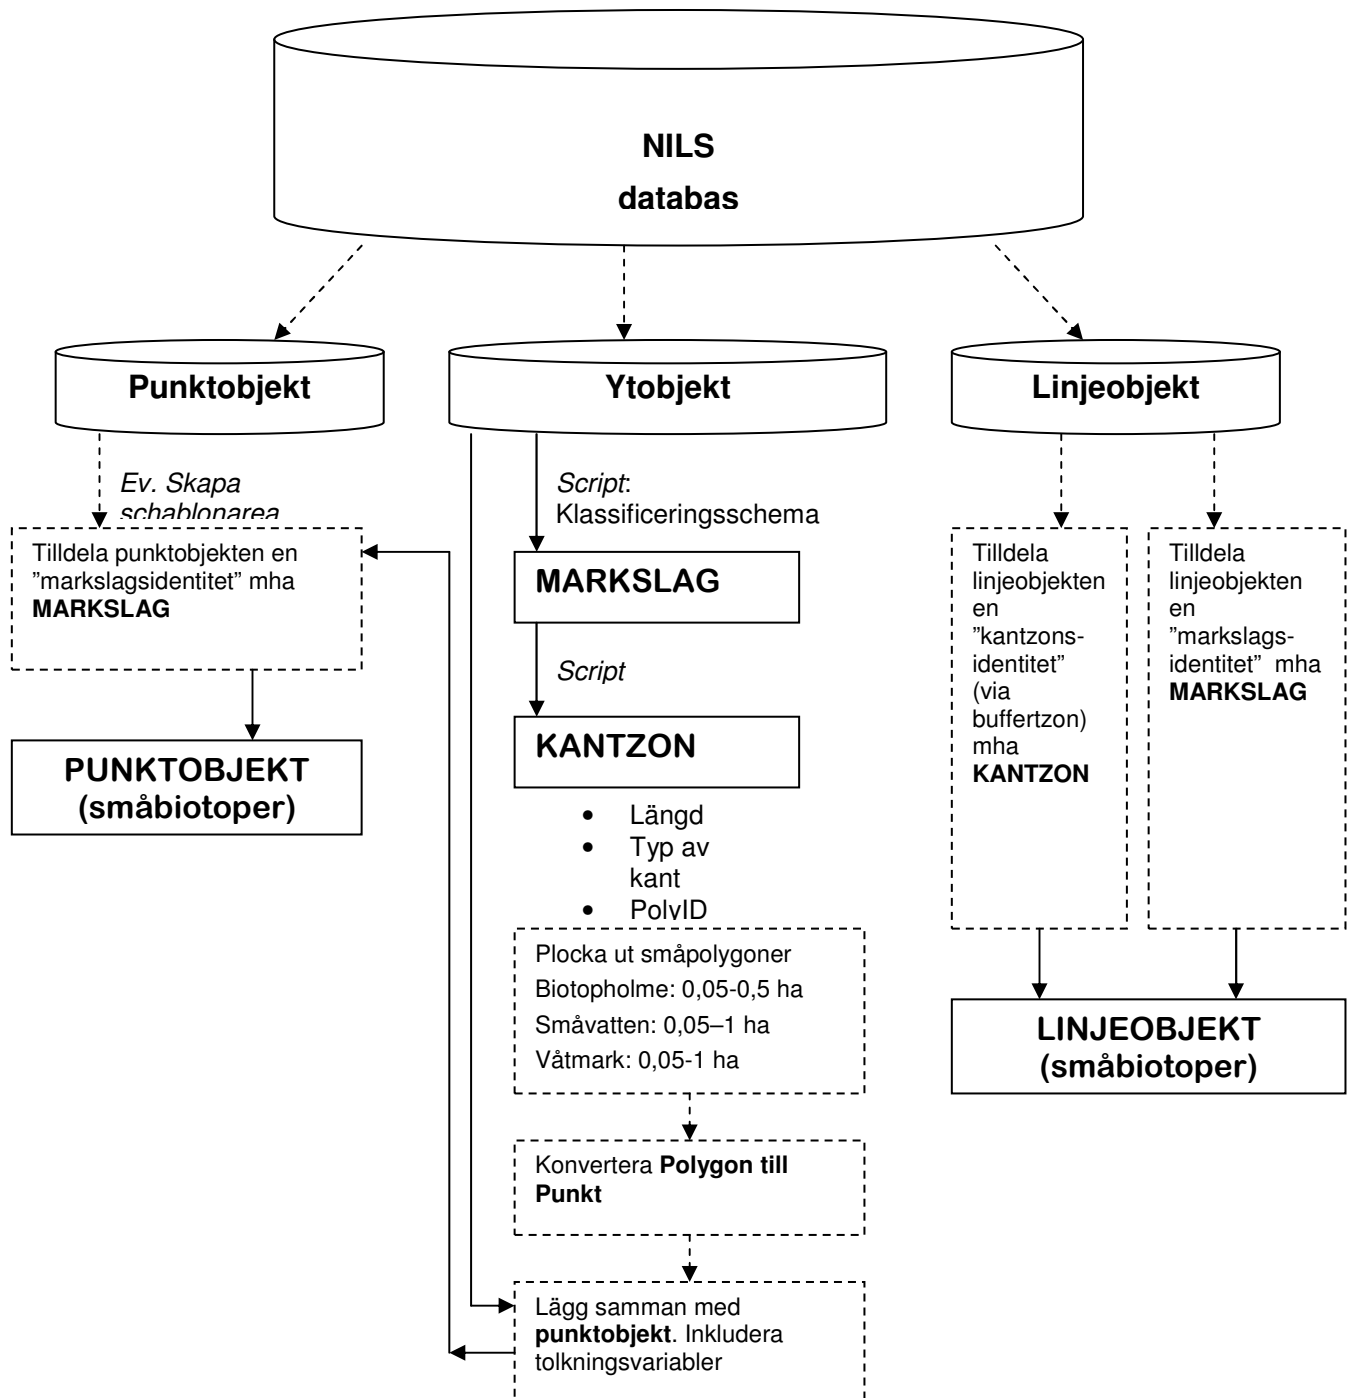 NILS
databas
Punktobjekt
Ytobjekt
Linjeobjekt
Ev. Skapa
schablonarea
Script:
Klassificeringsschema
Tilldela punktobjekten en
”markslagsidentitet” mha
MARKSLAG
MARKSLAG
Script
KANTZON
Tilldela
linjeobjekten
en
”kantzons-
identitet”
(via
buffertzon)
mha
KANTZON
Tilldela
linjeobjekten
en
”markslags-
identitet” mha
MARKSLAG
PUNKTOBJEKT
(småbiotoper)
• Längd
• Typ av
kant
• PolyID
Plocka ut småpolygoner
Biotopholme: 0,05-0,5 ha
Småvatten: 0,05–1 ha
Våtmark: 0,05-1 ha
LINJEOBJEKT
(småbiotoper)
Konvertera Polygon till
Punkt
Lägg samman med
punktobjekt. Inkludera
tolkningsvariabler